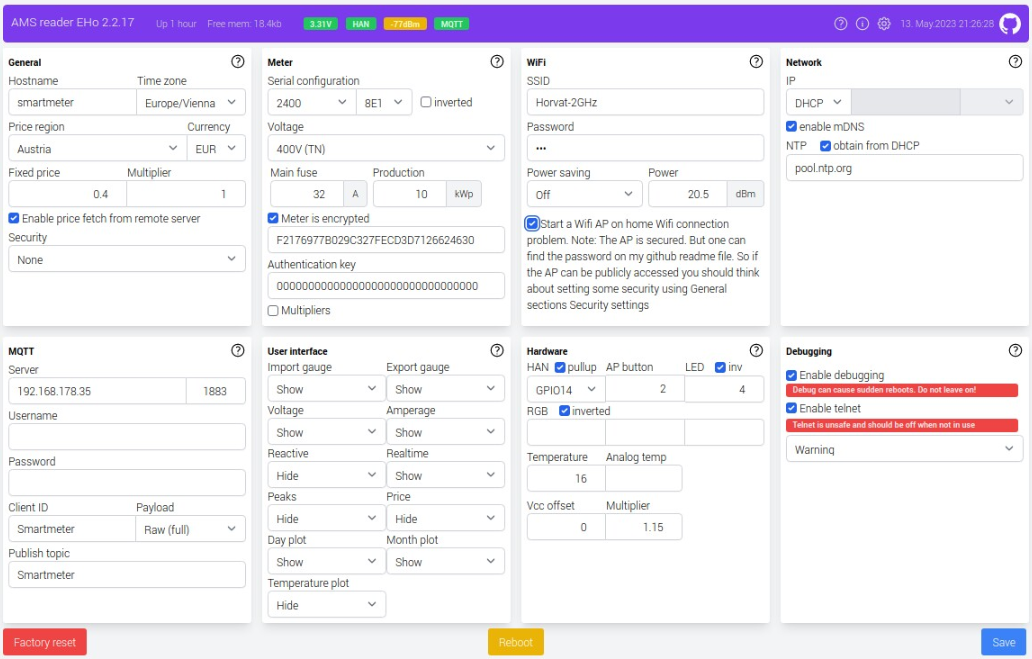 AMS reader EHo 2.2.17 Up 1 hour Free mem: 18.4kb 3.31V HAN -77dBm MQTT 13. May 2023 21:26:28
General
Hostname Time zone
smartmeter Europe/Vienna
Price region Currency
Austria EUR
Fixed price Multiplier
0.4 1
Enable price fetch from remote server
Security
None
Meter
Serial configuration
2400 8E1 inverted
Voltage
400V (TN)
Main fuse Production
32 A 10 kWp
Meter is encrypted
F2176977B029C327FECD3D7126624630
Authentication key
00000000000000000000000000000000
Multipliers
WiFi
SSID
Horvat-2GHz
Password
•••
Power saving Power
Off 20.5 dBm
Start a Wifi AP on home Wifi connection
problem. Note: The AP is secured. But one can
find the password on my github readme file. So if
the AP can be publicly accessed you should think
about setting some security using General
sections Security settings
Network
IP
DHCP
enable mDNS
NTP obtain from DHCP
pool.ntp.org
MQTT
Server
192.168.178.35 1883
Username
Password
Client ID Payload
Smartmeter Raw (full)
Publish topic
Smartmeter
User interface
Import gauge Export gauge
Show Show
Voltage Amperage
Show Show
Reactive Realtime
Hide Show
Peaks Price
Hide Hide
Day plot Month plot
Show Show
Temperature plot
Hide
Hardware
HAN pullup AP button LED inv
GPIO14 2 4
RGB inverted
Temperature Analog temp
16
Vcc offset Multiplier
0 1.15
Debugging
Enable debugging
Debug can cause sudden reboots. Do not leave on!
Enable telnet
Telnet is unsafe and should be off when not in use
Warning
Factory reset Reboot Save